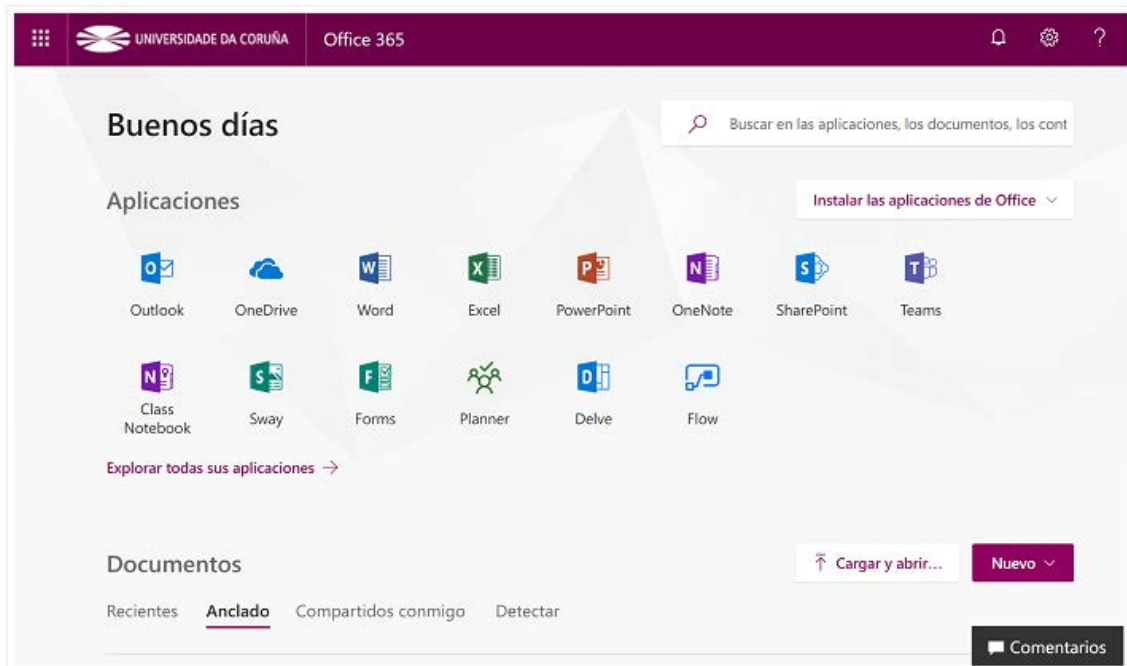 UNIVERSIDADE DA CORUÑA Office 365
Buenos días
Buscar en las aplicaciones, los documentos, los cont
Aplicaciones
Instalar las aplicaciones de Office
Outlook OneDrive Word Excel PowerPoint OneNote SharePoint Teams
Class
Notebook Sway Forms Planner Delve Flow
Explorar todas sus aplicaciones →
Documentos
Cargar y abrir... Nuevo
Recientes Anclado Compartidos conmigo Detectar
Comentarios